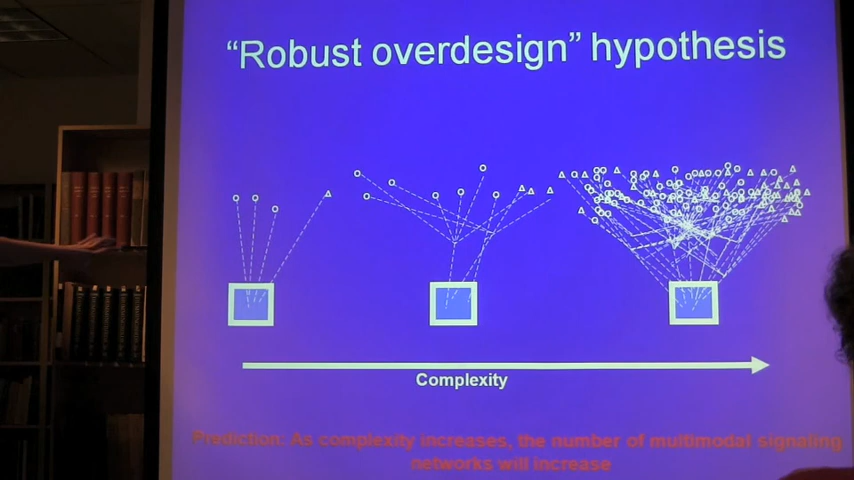 “Robust overdesign” hypothesis
Complexity
Prediction: As complexity increases, the number of multimodal signaling
networks will increase